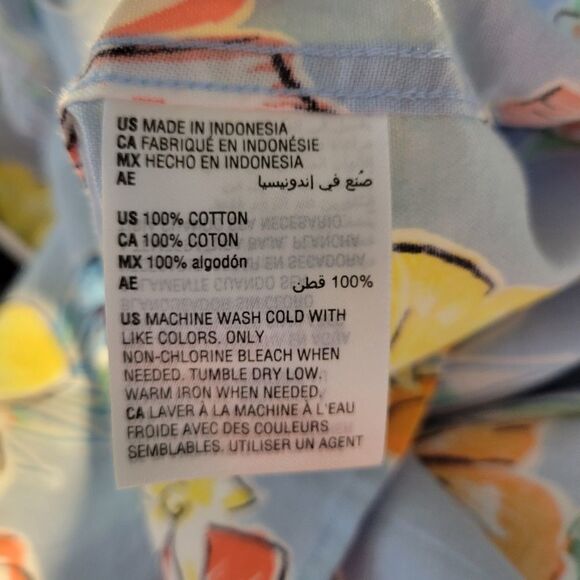 US MADE IN INDONESIA
CA FABRIQUÉ EN INDONÉSIE
MX HECHO EN INDONESIA
AE صُنع في إندونيسيا
US 100% COTTON
CA 100% COTON
MX 100% algodón
AE 100% قطن
US MACHINE WASH COLD WITH
LIKE COLORS. ONLY
NON-CHLORINE BLEACH WHEN
NEEDED. TUMBLE DRY LOW.
WARM IRON WHEN NEEDED.
CA LAVER À LA MACHINE À L'EAU
FROIDE AVEC DES COULEURS
SEMBLABLES. UTILISER UN AGENT